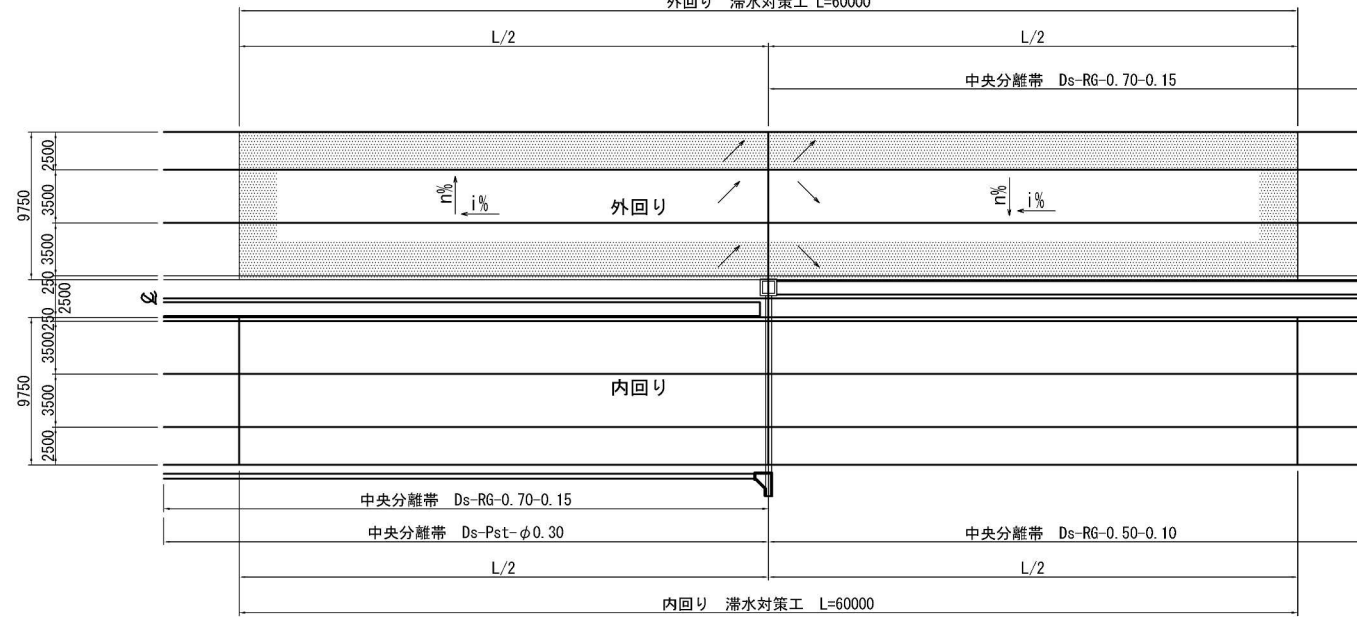 外回り　滞水対策工 L=60000
L/2
L/2
中央分離帯　Ds-RG-0.70-0.15
2500
3500
3500
9750
n%
i%
外回り
n%
i%
250
2500
250
℄
3500
3500
2500
9750
内回り
中央分離帯　Ds-RG-0.70-0.15
中央分離帯　Ds-Pst-φ0.30
中央分離帯　Ds-RG-0.50-0.10
L/2
L/2
内回り　滞水対策工　L=60000